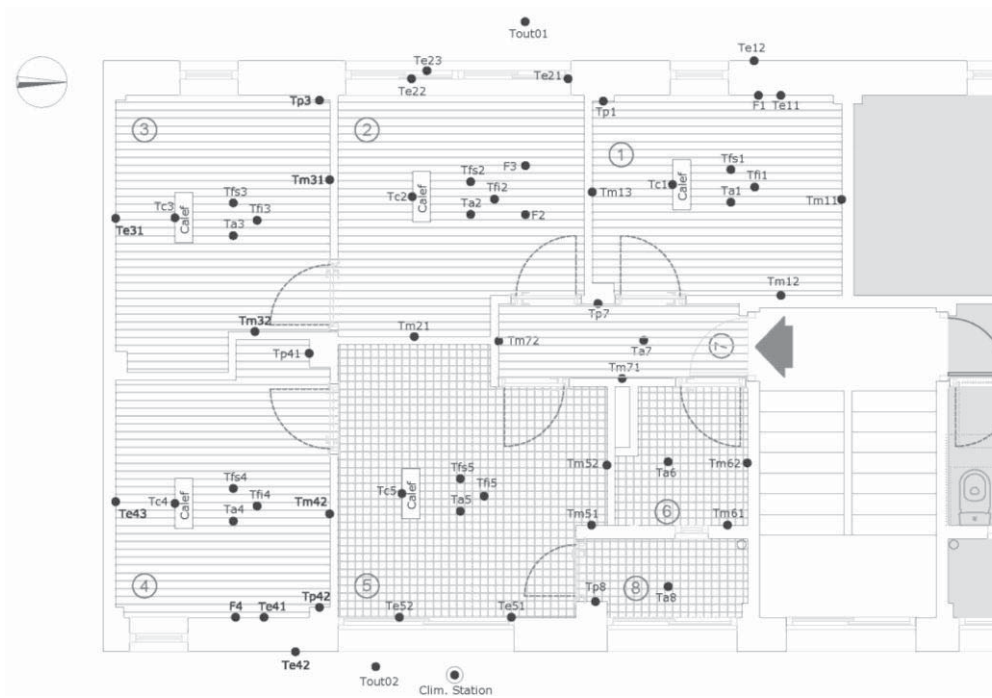 Tout01
Te12
Te23
Te22
Te21
Tp3
Tp1
F1
Te11
3
2
1
Tm31
F3
Tfs2
Tfi2
Tc2
Calef
Ta2
F2
Tm13
Tfs1
Tfi1
Tc1
Calef
Ta1
Tm11
Tfs3
Tfi3
Tc3
Calef
Ta3
Te31
Tm12
Tp7
Tm32
Tm21
Tm72
Ta7
7
Tp41
Tm71
Tfs4
Tfi4
Tc4
Calef
Ta4
Te43
Tm42
Tfs5
Tfi5
Tc5
Calef
Ta5
Tm52
Ta6
Tm62
Tm51
6
Tm61
4
5
8
Ta8
Tp8
F4
Te41
Tp42
Te52
Te51
Te42
Tout02
Clim. Station